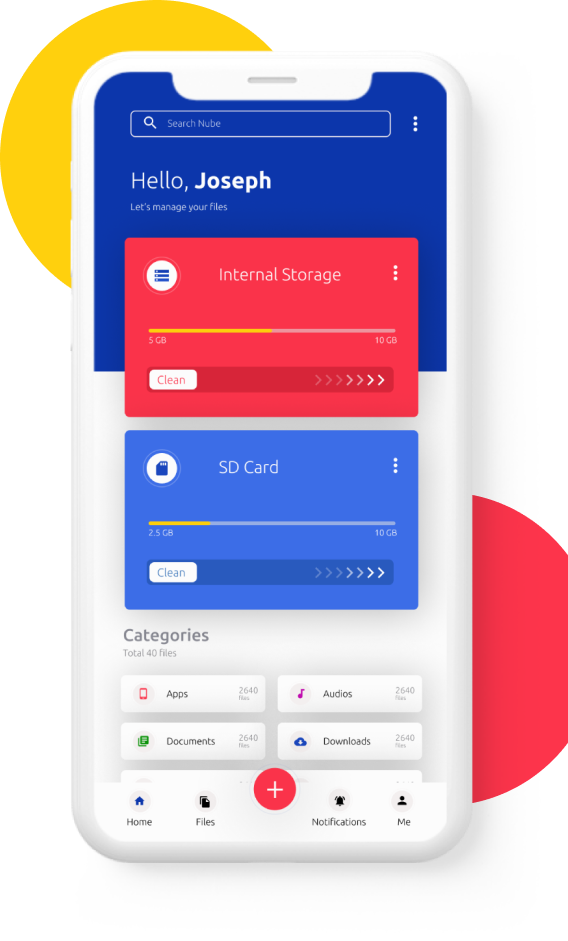 Search Nube
Hello, Joseph
Let's manage your files
Internal Storage
5 GB
10 GB
Clean
SD Card
2.5 GB
10 GB
Clean
Categories
Total 40 files
Apps
2640
files
Audios
2640
files
Documents
2640
files
Downloads
2640
files
Home
Files
Notifications
Me